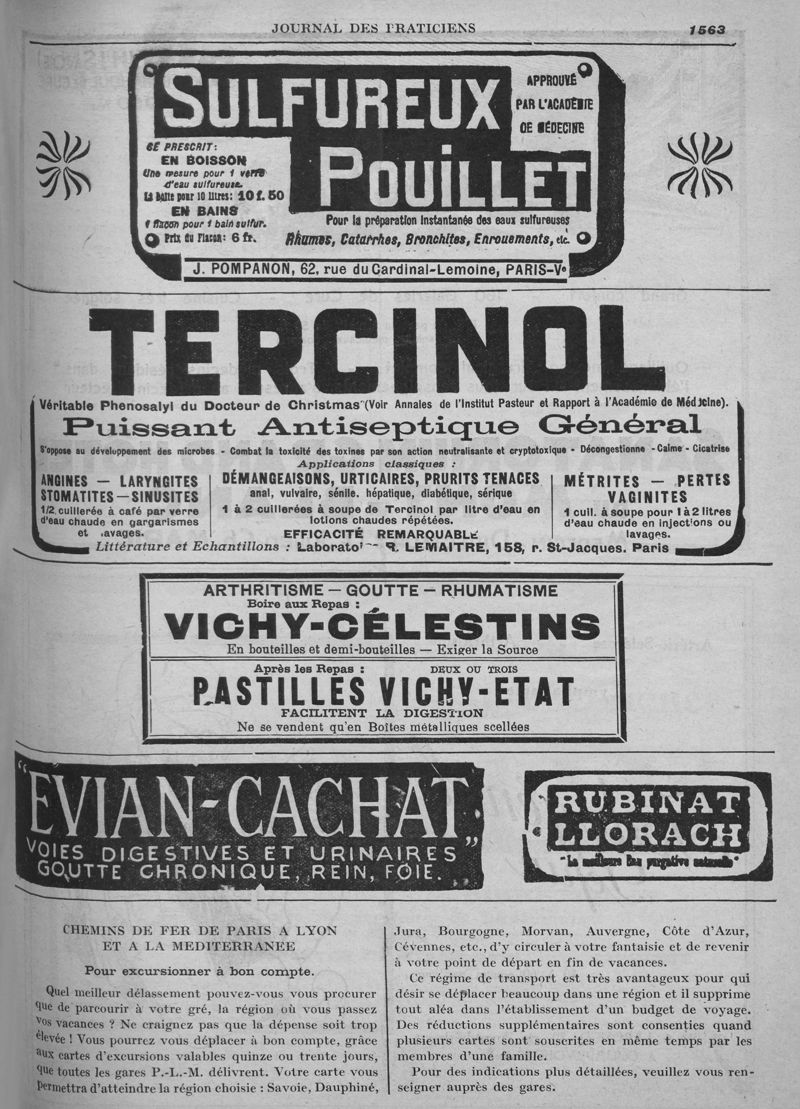 JOURNAL DES PRATICIENS
1563
SULFUREUX
POUILLET
APPROUVÉ
PAR L'ACADÉMIE
DE MÉDECINE
SE PRESCRIT:
EN BOISSON
Une mesure pour 1 verre
d'eau sulfureuse.
La boîte pour 10 litres: 10 f. 50
EN BAINS
1 flacon pour 1 bain sulfur.
Prix du Flacon: 6 fr.
Pour la préparation instantanée des eaux sulfureuses
Rhumes, Catarrhes, Bronchites, Enrouements, etc.
J. POMPANON, 62, rue du Cardinal-Lemoine, PARIS-Ve
TERCINOL
Véritable Phenosalyl du Docteur de Christmas (Voir Annales de l'Institut Pasteur et Rapport à l'Académie de Médecine).
Puissant Antiseptique Général
S'oppose au développement des microbes - Combat la toxicité des toxines par son action neutralisante et cryptotoxique - Décongestionne - Calme - Cicatrise
Applications classiques :
ANGINES — LARYNGITES
STOMATITES — SINUSITES
1/2 cuillerée à café par verre
d'eau chaude en gargarismes
et lavages.
DÉMANGEAISONS, URTICAIRES, PRURITS TENACES
anal, vulvaire, sénile, hépatique, diabétique, sérique
1 à 2 cuillerées à soupe de Tercinol par litre d'eau en
lotions chaudes répétées.
EFFICACITÉ REMARQUABLE
MÉTRITES — PERTES
VAGINITES
1 cuil. à soupe pour 1 à 2 litres
d'eau chaude en injections ou
lavages.
Littérature et Echantillons : Laborato R. LEMAITRE, 158, r. St-Jacques. Paris
ARTHRITISME — GOUTTE — RHUMATISME
Boire aux Repas :
VICHY-CÉLESTINS
En bouteilles et demi-bouteilles — Exiger la Source
Après les Repas : DEUX OU TROIS
PASTILLES VICHY-ETAT
FACILITENT LA DIGESTION
Ne se vendent qu'en Boîtes métalliques scellées
"EVIAN-CACHAT"
VOIES DIGESTIVES ET URINAIRES
GOUTTE CHRONIQUE, REIN, FOIE.
RUBINAT
LLORACH
"La meilleure Eau purgative naturelle"
CHEMINS DE FER DE PARIS A LYON
ET A LA MEDITERRANEE
Pour excursionner à bon compte.
Quel meilleur délassement pouvez-vous vous procurer
que de parcourir à votre gré, la région où vous passez
vos vacances ? Ne craignez pas que la dépense soit trop
élevée ! Vous pourrez vous déplacer à bon compte, grâce
aux cartes d'excursions valables quinze ou trente jours,
que toutes les gares P.-L.-M. délivrent. Votre carte vous
permettra d'atteindre la région choisie : Savoie, Dauphiné,
Jura, Bourgogne, Morvan, Auvergne, Côte d'Azur,
Cévennes, etc., d'y circuler à votre fantaisie et de revenir
à votre point de départ en fin de vacances.
Ce régime de transport est très avantageux pour qui
désir se déplacer beaucoup dans une région et il supprime
tout aléa dans l'établissement d'un budget de voyage.
Des réductions supplémentaires sont consenties quand
plusieurs cartes sont souscrites en même temps par les
membres d'une famille.
Pour des indications plus détaillées, veuillez vous ren-
seigner auprès des gares.